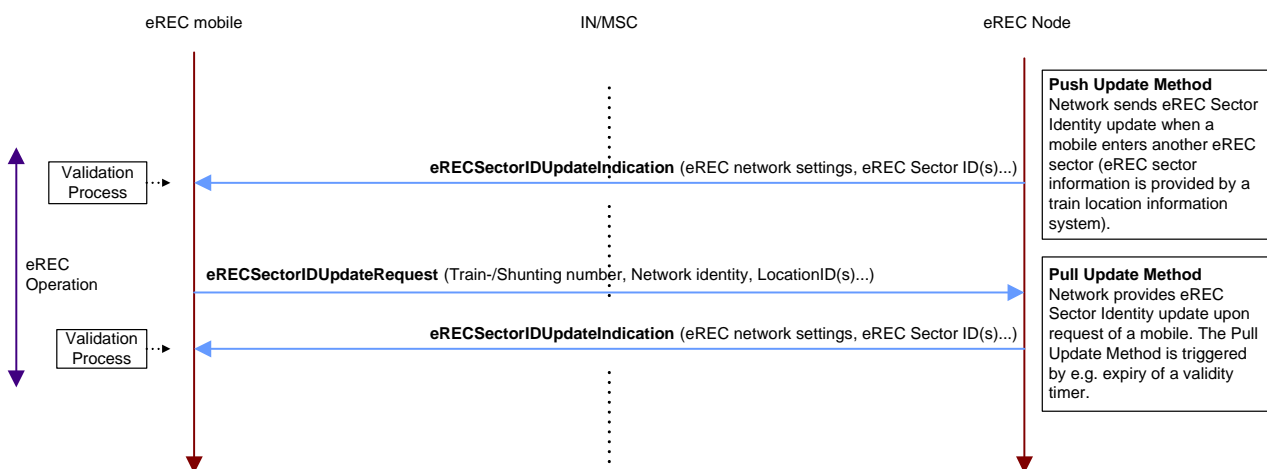 eREC mobile
IN/MSC
eREC Node
Push Update Method
Network sends eREC Sector
Identity update when a
mobile enters another eREC
sector (eREC sector
information is provided by a
train location information
system).
Validation
Process
eRECSectorIDUpdateIndication (eREC network settings, eREC Sector ID(s)...)
eREC
Operation
eRECSectorIDUpdateRequest (Train-/Shunting number, Network identity, LocationID(s)...)
Pull Update Method
Network provides eREC
Sector Identity update upon
request of a mobile. The Pull
Update Method is triggered
by e.g. expiry of a validity
timer.
Validation
Process
eRECSectorIDUpdateIndication (eREC network settings, eREC Sector ID(s)...)